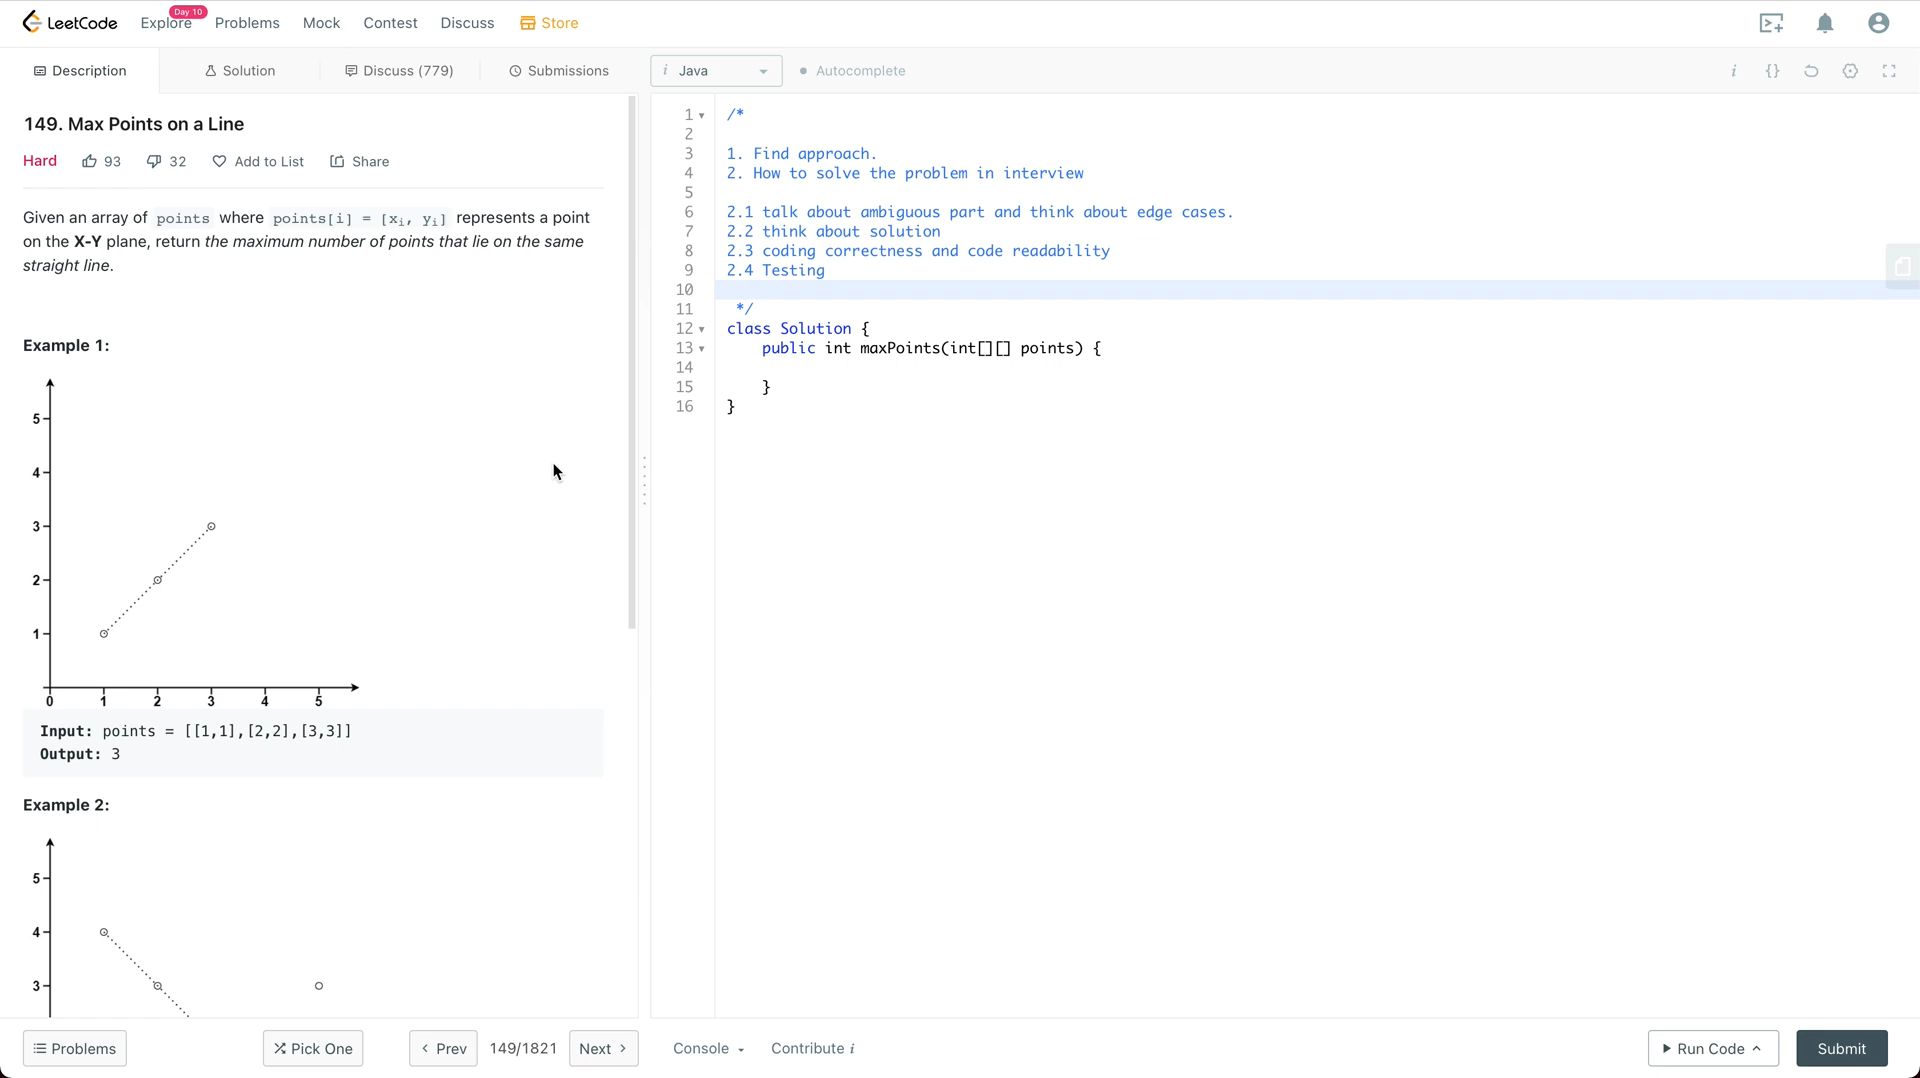 LeetCode
Explore
Day 10
Problems
Mock
Contest
Discuss
Store
Description
Solution
Discuss (779)
Submissions
i Java
Autocomplete
i
{}
149. Max Points on a Line
Hard
93
32
Add to List
Share
Given an array of points where points[i] = [xi, yi] represents a point
on the X-Y plane, return the maximum number of points that lie on the same
straight line.
Example 1:
5
4
3
2
1
0 1 2 3 4 5
Input: points = [[1,1],[2,2],[3,3]]
Output: 3
Example 2:
5
4
3
1 /*
2
3 1. Find approach.
4 2. How to solve the problem in interview
5
6 2.1 talk about ambiguous part and think about edge cases.
7 2.2 think about solution
8 2.3 coding correctness and code readability
9 2.4 Testing
10
11 */
12 class Solution {
13 public int maxPoints(int[][] points) {
14
15 }
16 }
Problems
Pick One
Prev
149/1821
Next
Console
Contribute i
Run Code
Submit